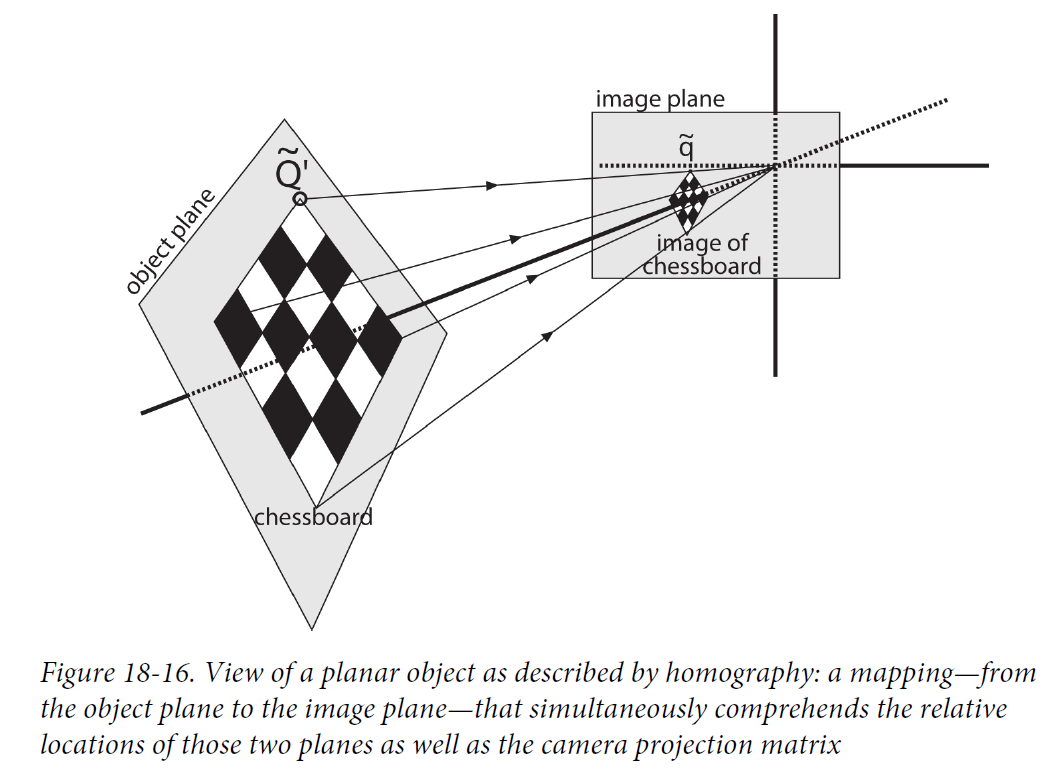 image plane
q̃
Q̃'
object plane
image of
chessboard
chessboard
Figure 18-16. View of a planar object as described by homography: a mapping—from
the object plane to the image plane—that simultaneously comprehends the relative
locations of those two planes as well as the camera projection matrix